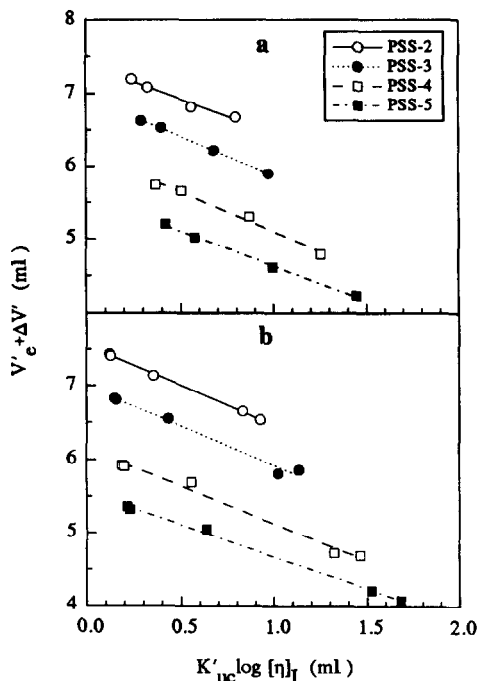 8
7
6
5
a
PSS-2
PSS-3
PSS-4
PSS-5
V'e+ΔV' (ml)
7
6
5
4
b
0.0 0.5 1.0 1.5 2.0
K'uc log [η]I (ml)